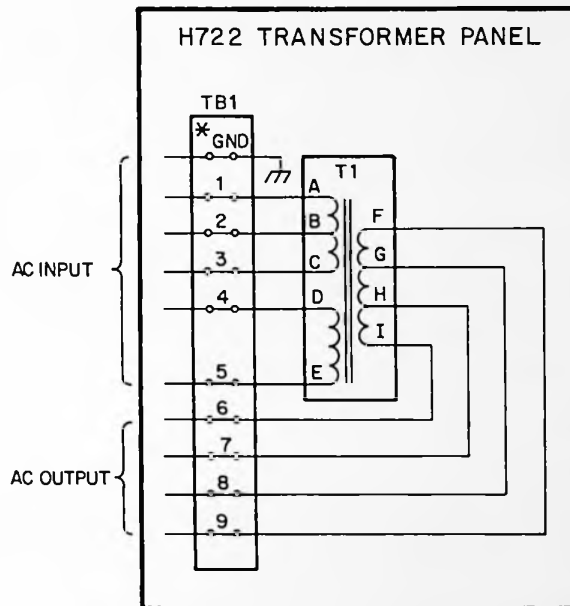 H722 TRANSFORMER PANEL
TB1
* GND
T1
1
A
2
B
F
3
C
G
AC INPUT
4
D
H
I
5
E
6
7
AC OUTPUT
8
9